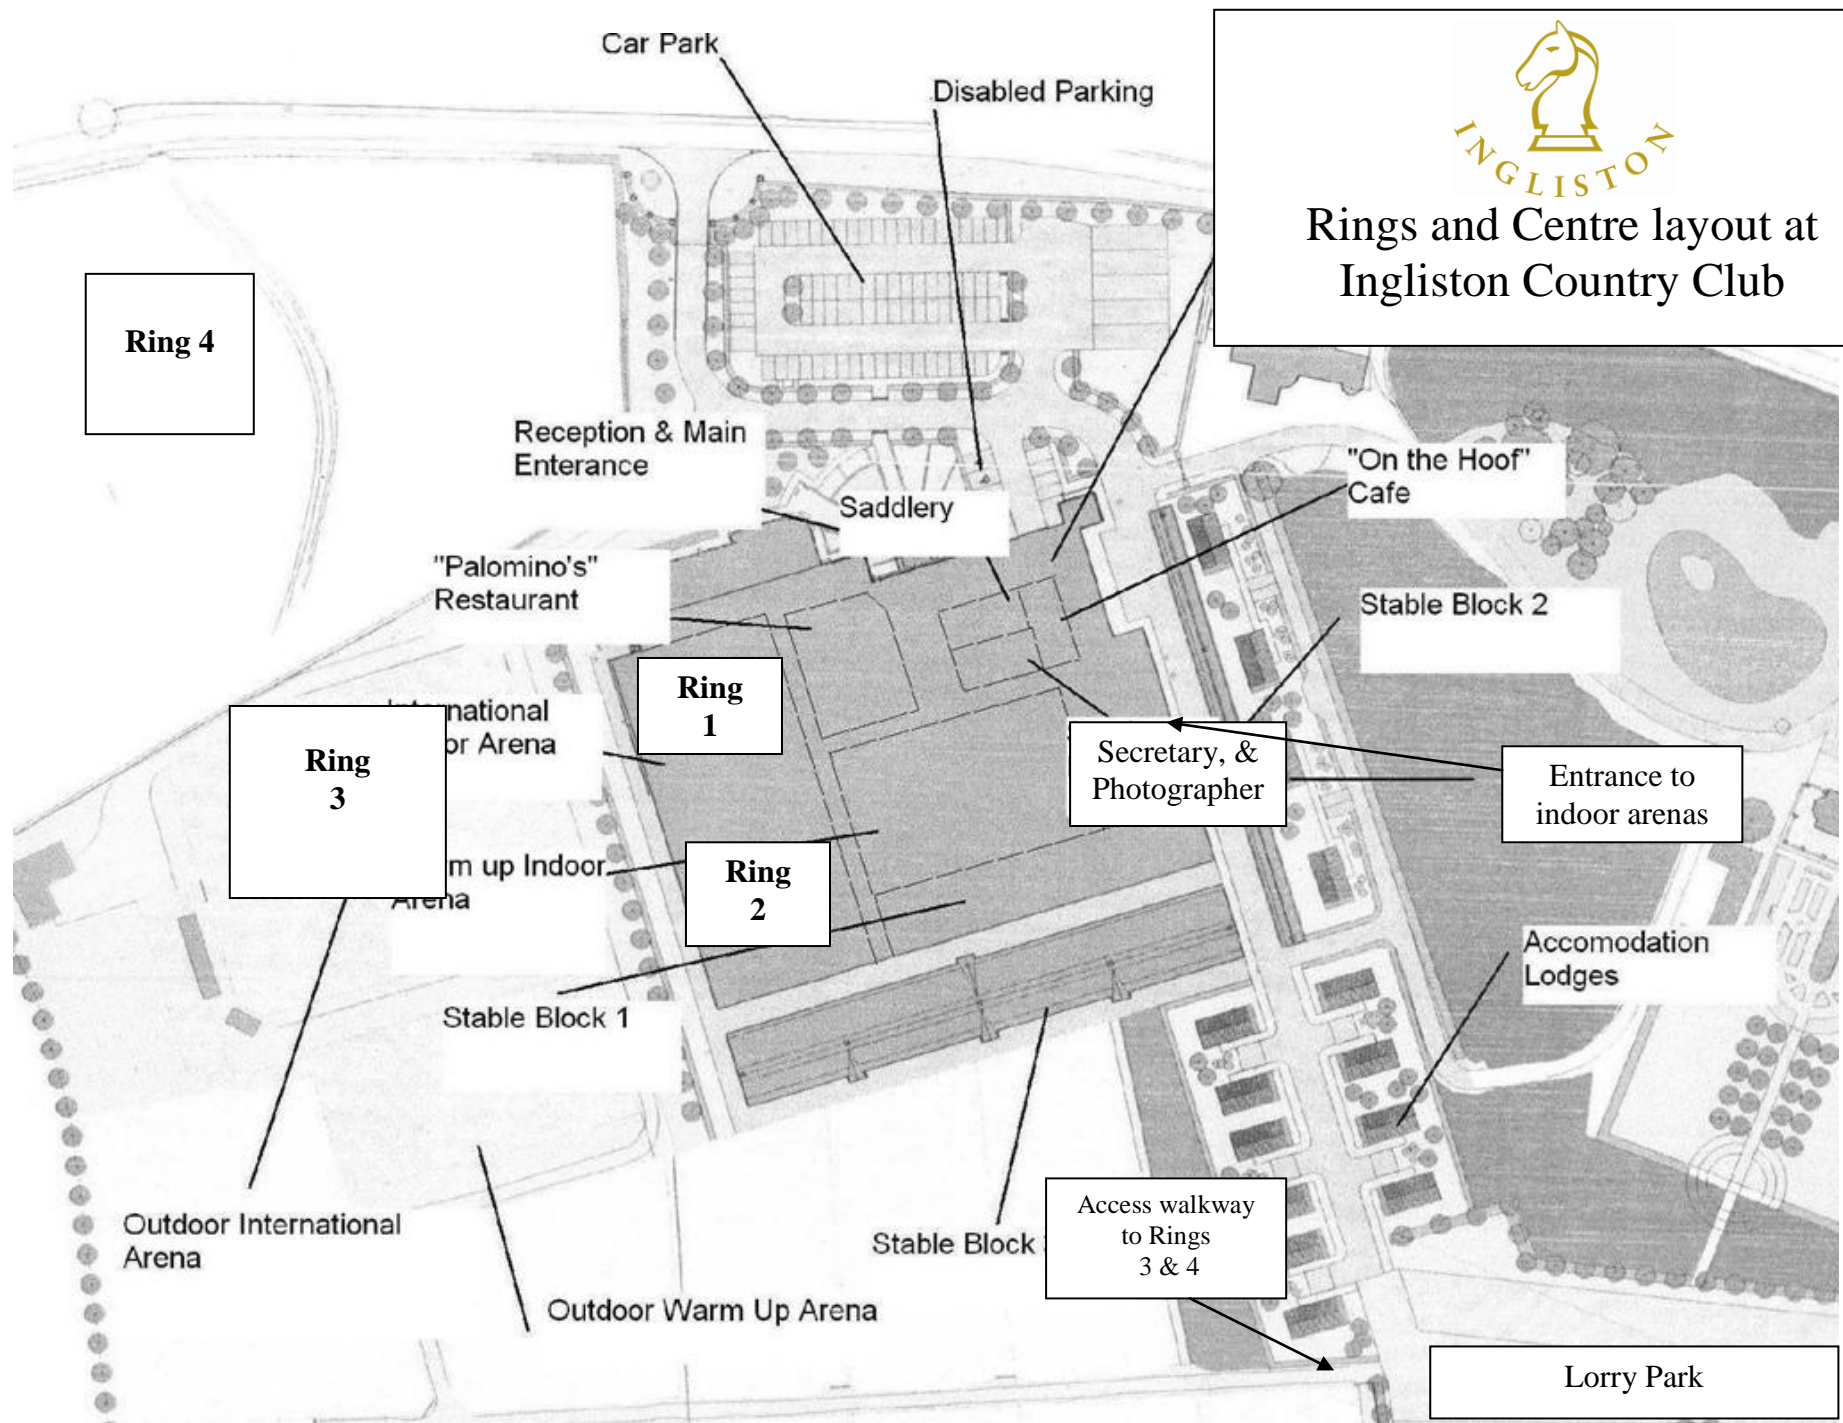 Car Park
Disabled Parking
INGLISTON
Rings and Centre layout at
Ingliston Country Club
Ring 4
Reception & Main
Enterance
Saddlery
"On the Hoof"
Cafe
"Palomino's"
Restaurant
Stable Block 2
Ring
1
national
or Arena
Ring
3
Secretary, &
Photographer
Entrance to
indoor arenas
m up Indoor
Arena
Ring
2
Accomodation
Lodges
Stable Block 1
Outdoor International
Arena
Stable Block
Access walkway
to Rings
3 & 4
Outdoor Warm Up Arena
Lorry Park